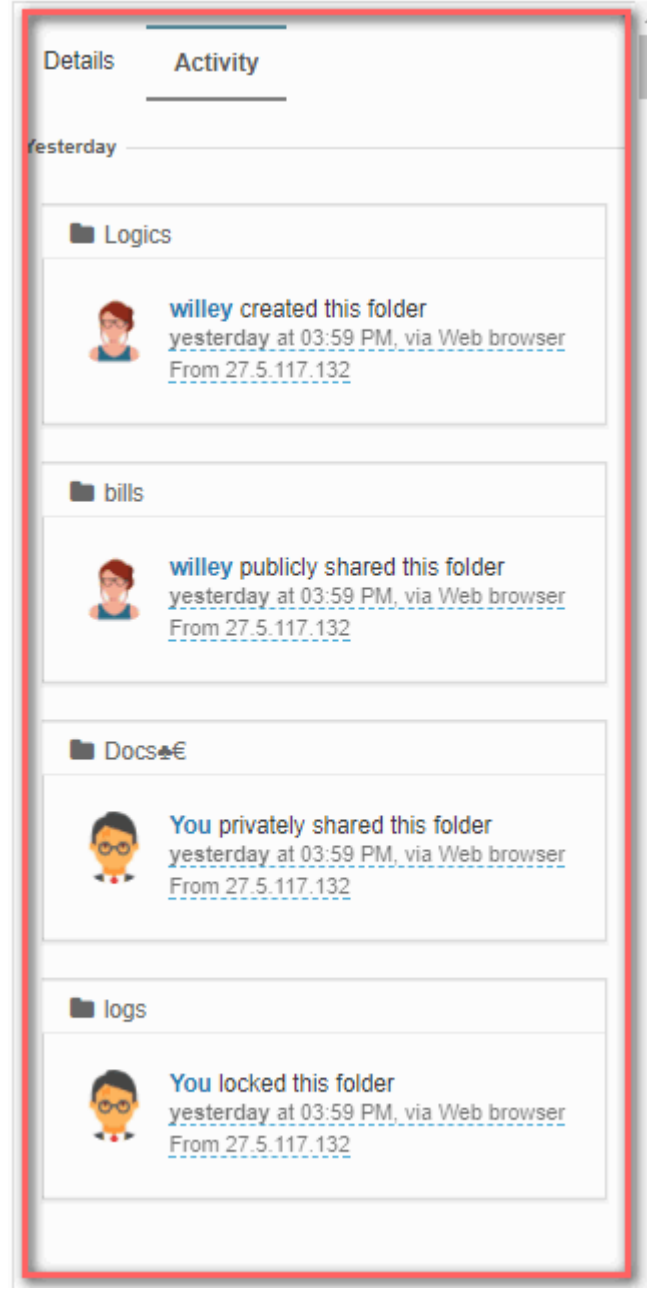 Details Activity
Yesterday
Logics
willey created this folder
yesterday at 03:59 PM, via Web browser
From 27.5.117.132
bills
willey publicly shared this folder
yesterday at 03:59 PM, via Web browser
From 27.5.117.132
Docs♣€
You privately shared this folder
yesterday at 03:59 PM, via Web browser
From 27.5.117.132
logs
You locked this folder
yesterday at 03:59 PM, via Web browser
From 27.5.117.132